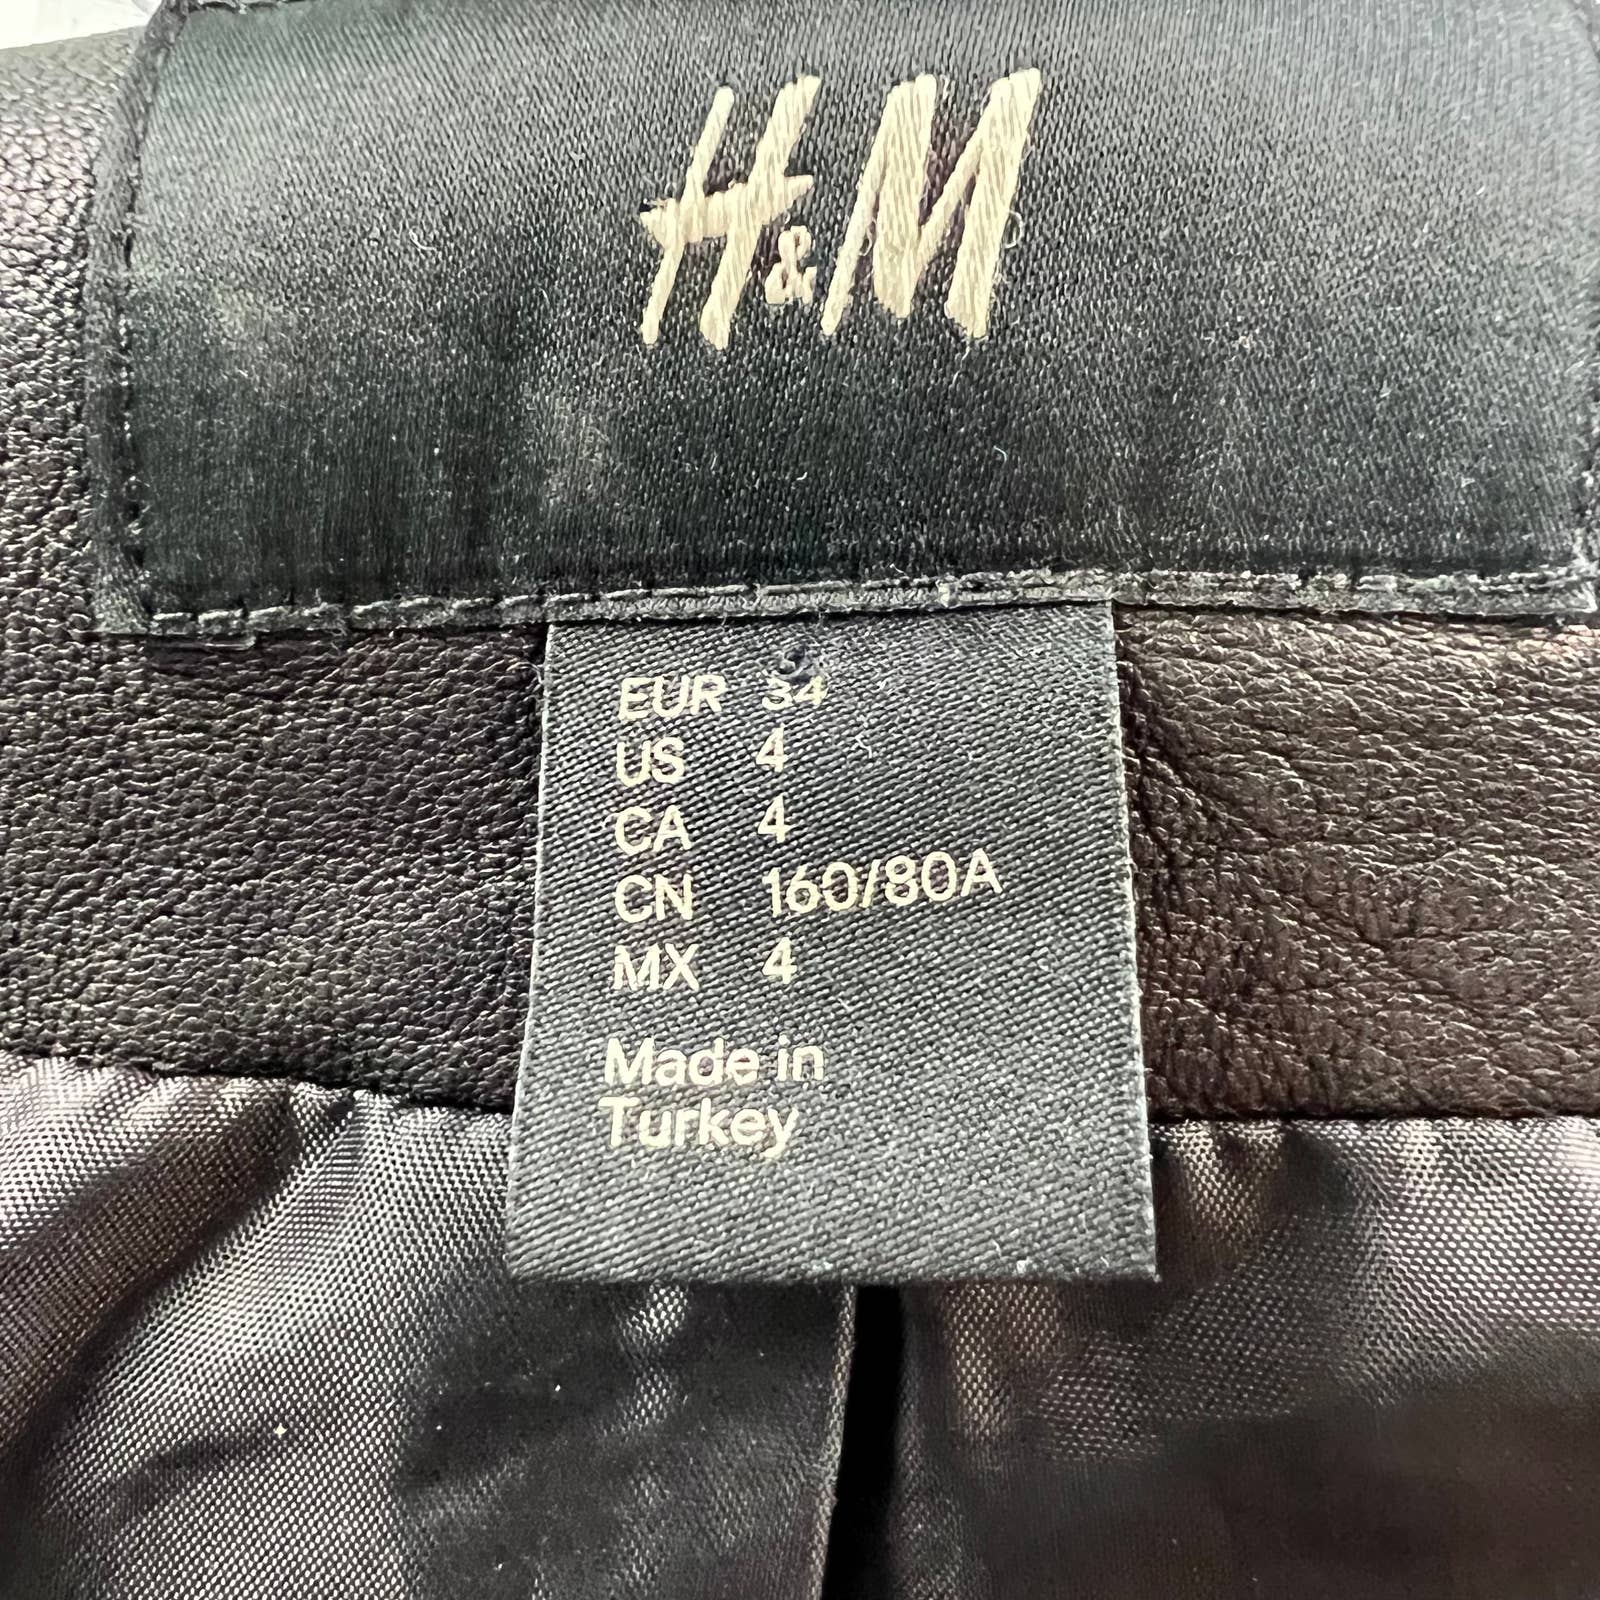 H&M
EUR 34
US 4
CA 4
CN 160/80A
MX 4
Made in
Turkey